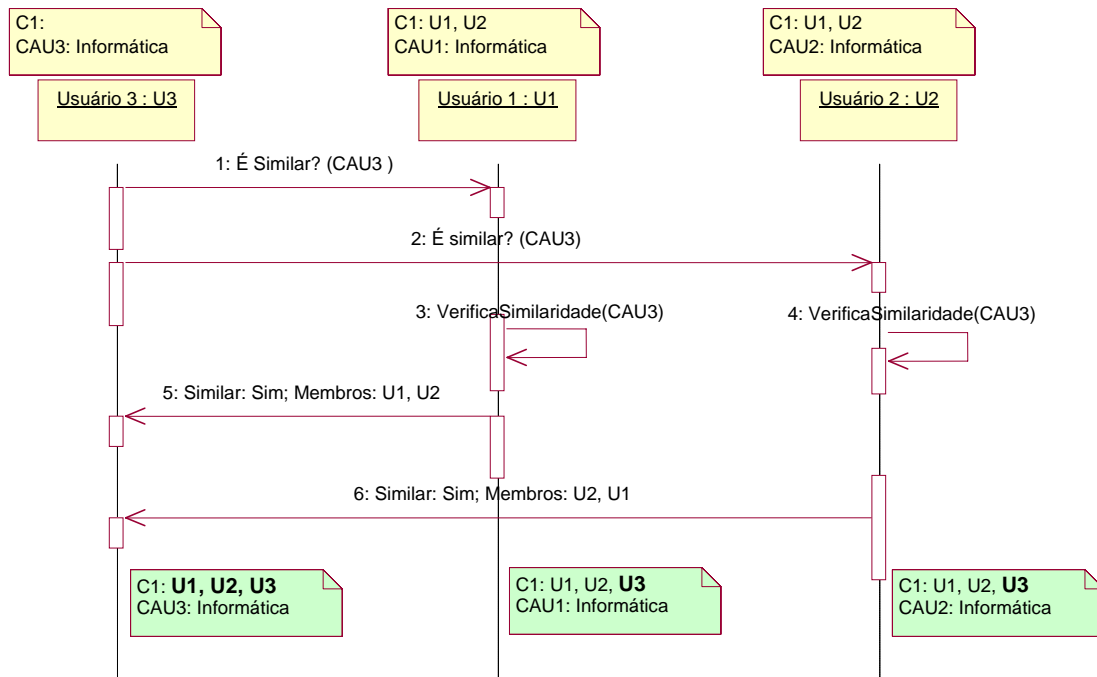 C1:
CAU3: Informática
C1: U1, U2
CAU1: Informática
C1: U1, U2
CAU2: Informática
Usuário 3 : U3
Usuário 1 : U1
Usuário 2 : U2
1: É Similar? (CAU3 )
2: É similar? (CAU3)
3: VerificaSimilaridade(CAU3)
4: VerificaSimilaridade(CAU3)
5: Similar: Sim; Membros: U1, U2
6: Similar: Sim; Membros: U2, U1
C1: U1, U2, U3
CAU3: Informática
C1: U1, U2, U3
CAU1: Informática
C1: U1, U2, U3
CAU2: Informática